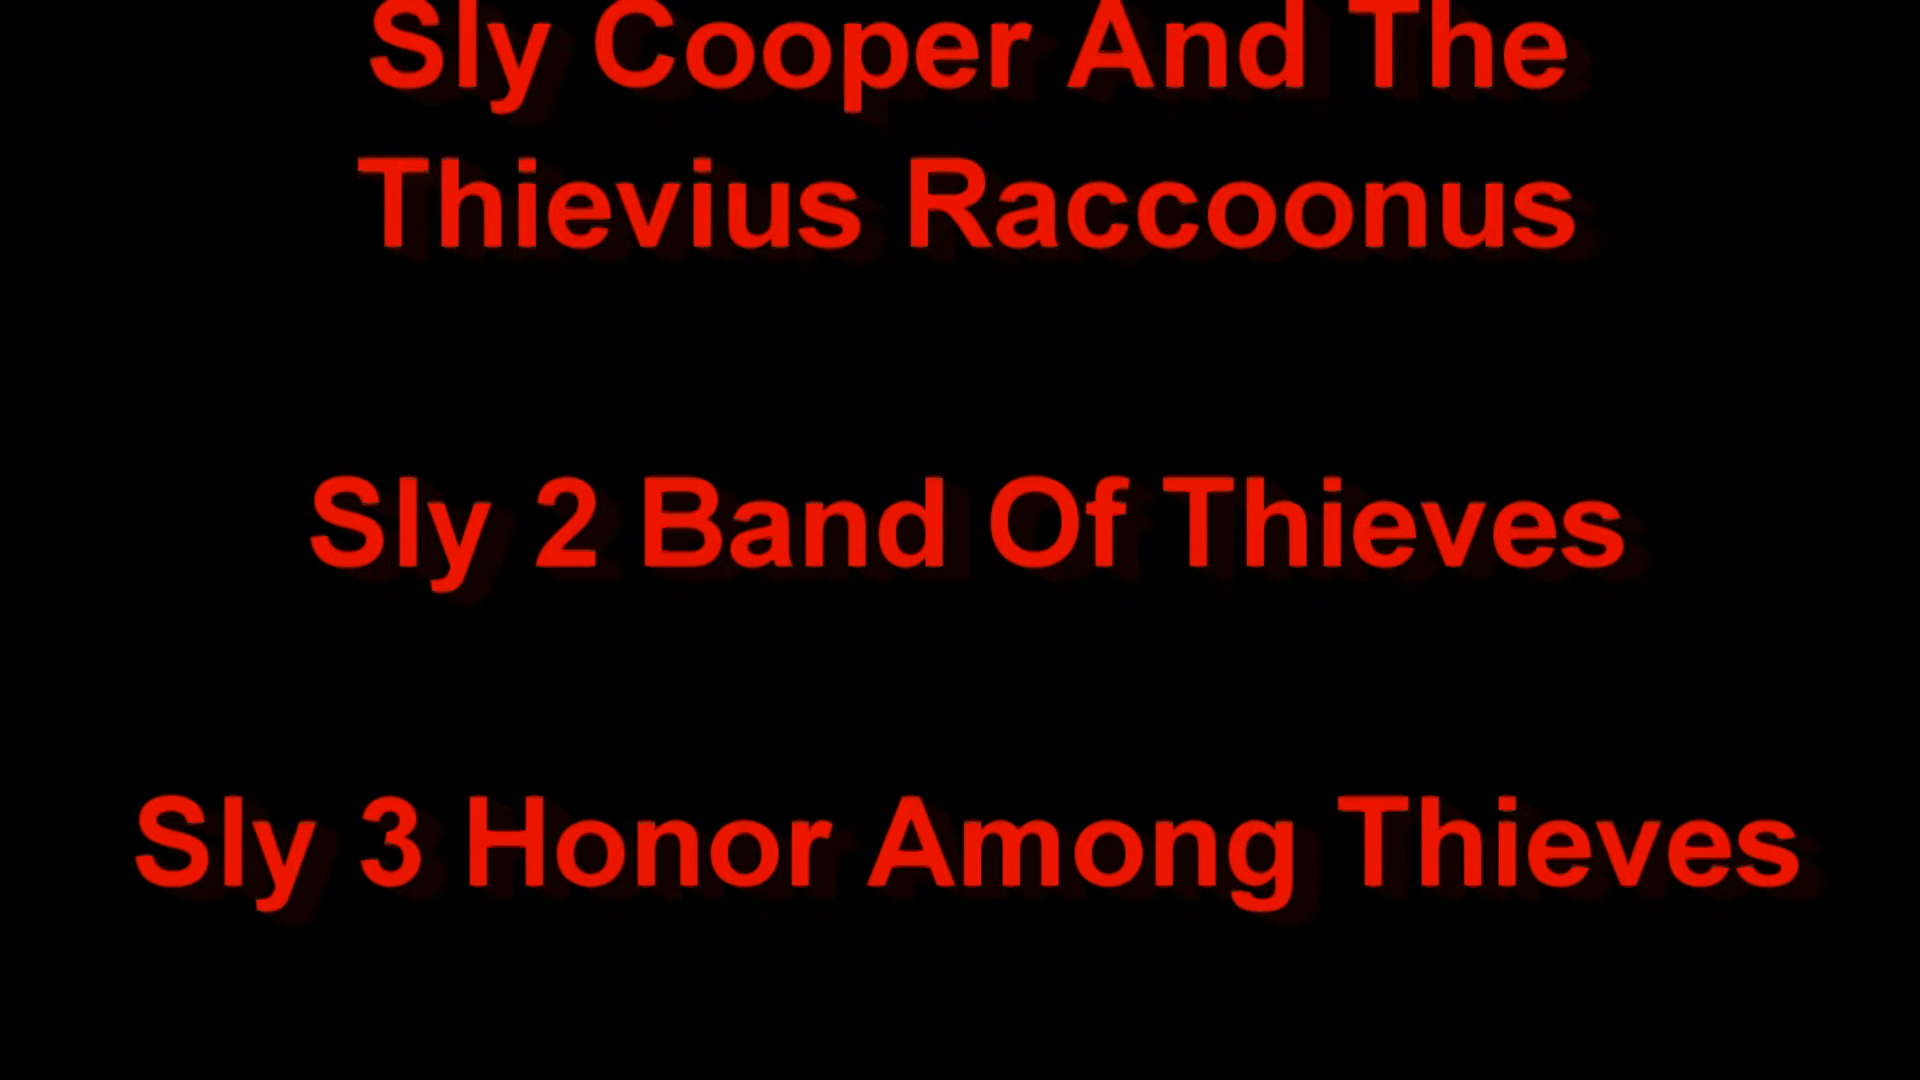 Sly Cooper And The
Thievius Raccoonus
Sly 2 Band Of Thieves
Sly 3 Honor Among Thieves